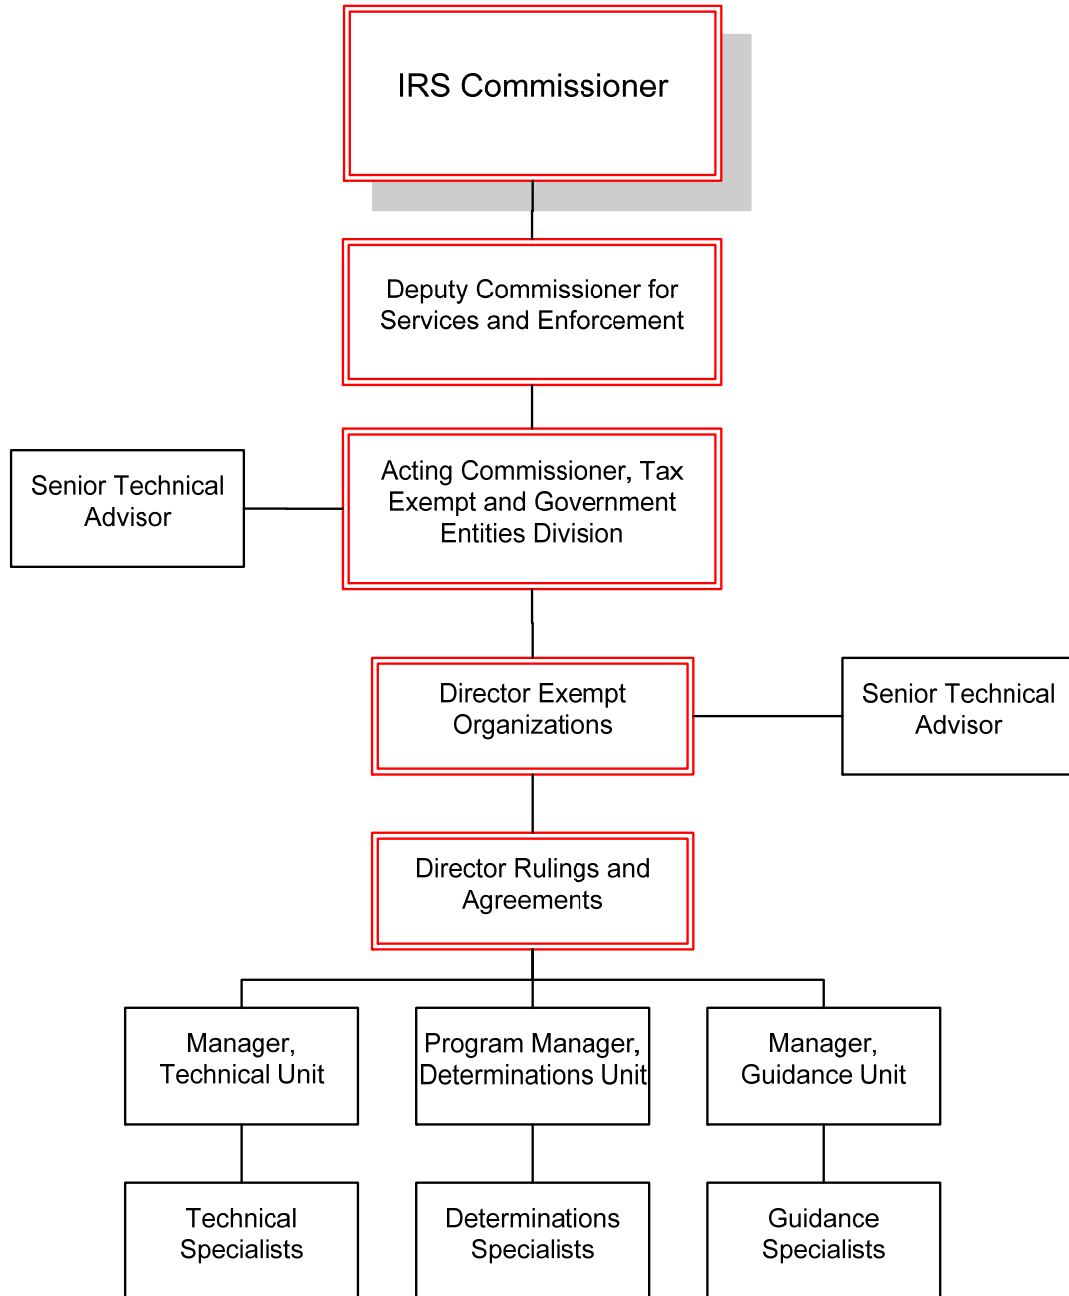 IRS Commissioner
Deputy Commissioner for
Services and Enforcement
Senior Technical
Advisor
Acting Commissioner, Tax
Exempt and Government
Entities Division
Director Exempt
Organizations
Senior Technical
Advisor
Director Rulings and
Agreements
Manager,
Technical Unit
Program Manager,
Determinations Unit
Manager,
Guidance Unit
Technical
Specialists
Determinations
Specialists
Guidance
Specialists